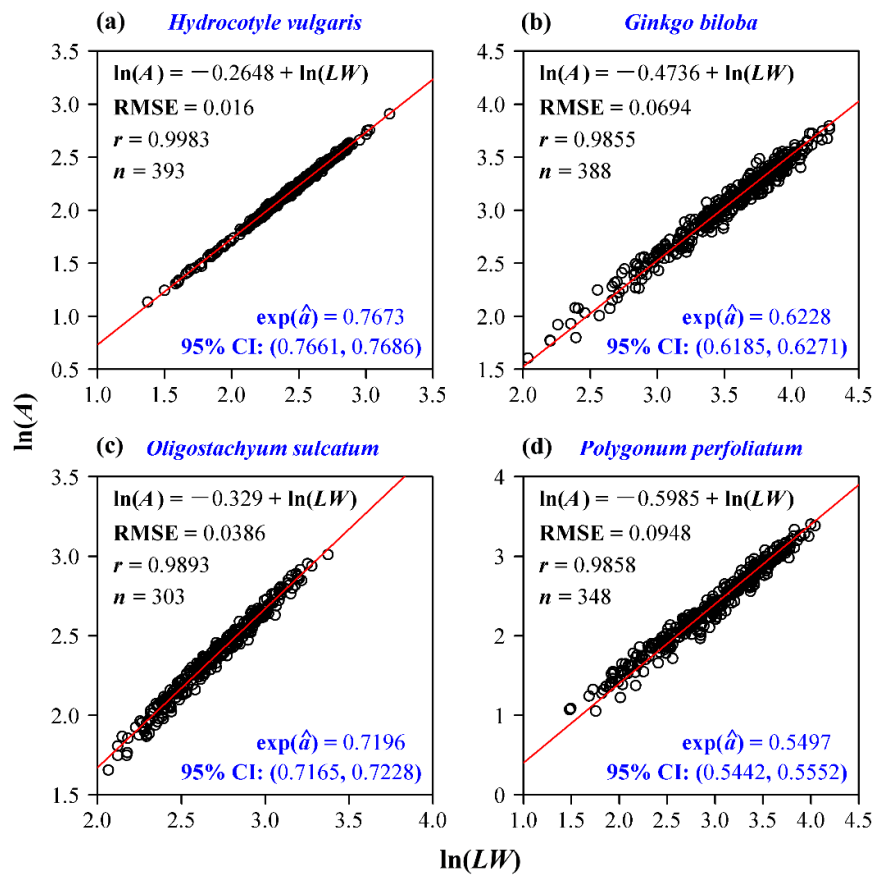 (a) Hydrocotyle vulgaris
3.5
3.0
2.5
2.0
1.5
1.0
0.5
ln(A) = −0.2648 + ln(LW)
RMSE = 0.016
r = 0.9983
n = 393
exp(â) = 0.7673
95% CI: (0.7661, 0.7686)
1.0 1.5 2.0 2.5 3.0 3.5
(b) Ginkgo biloba
4.5
4.0
3.5
3.0
2.5
2.0
1.5
ln(A) = −0.4736 + ln(LW)
RMSE = 0.0694
r = 0.9855
n = 388
exp(â) = 0.6228
95% CI: (0.6185, 0.6271)
2.0 2.5 3.0 3.5 4.0 4.5
ln(A)
(c) Oligostachyum sulcatum
3.5
3.0
2.5
2.0
1.5
ln(A) = −0.329 + ln(LW)
RMSE = 0.0386
r = 0.9893
n = 303
exp(â) = 0.7196
95% CI: (0.7165, 0.7228)
2.0 2.5 3.0 3.5 4.0
(d) Polygonum perfoliatum
4
3
2
1
0
ln(A) = −0.5985 + ln(LW)
RMSE = 0.0948
r = 0.9858
n = 348
exp(â) = 0.5497
95% CI: (0.5442, 0.5552)
1.0 1.5 2.0 2.5 3.0 3.5 4.0 4.5
ln(LW)